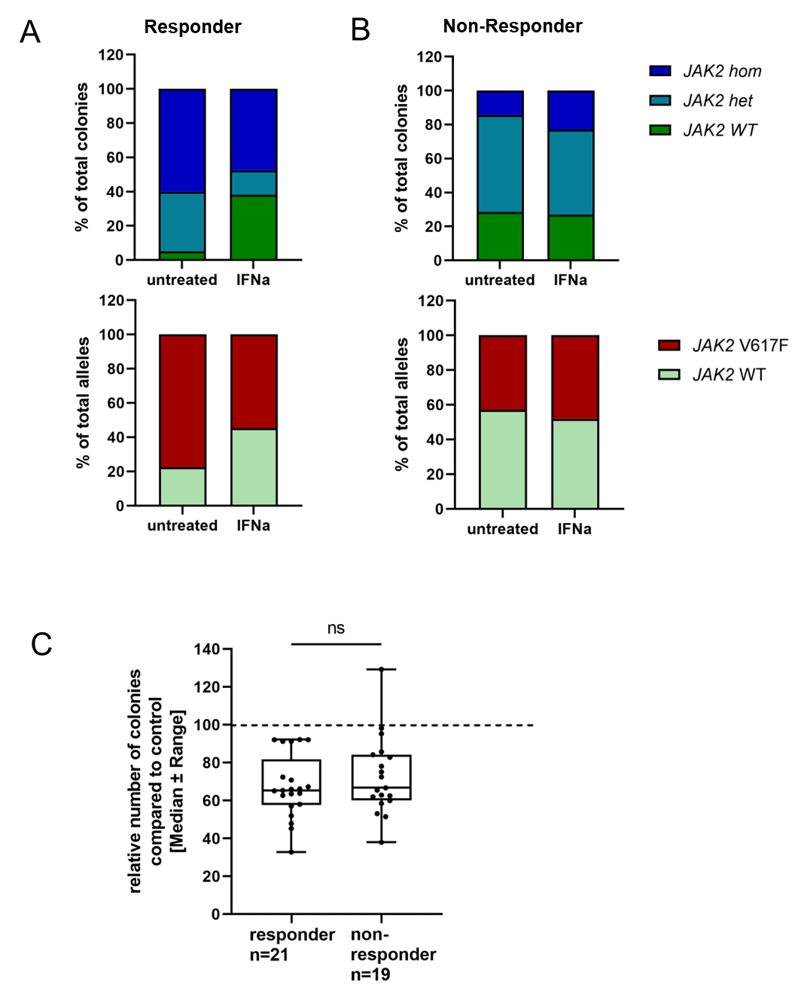 A
Responder
% of total colonies
120
100
80
60
40
20
0
untreated
IFNa
B
Non-Responder
% of total colonies
120
100
80
60
40
20
0
untreated
IFNa
JAK2 hom
JAK2 het
JAK2 WT
% of total alleles
120
100
80
60
40
20
0
untreated
IFNa
% of total alleles
120
100
80
60
40
20
0
untreated
IFNa
JAK2 V617F
JAK2 WT
C
ns
relative number of colonies
compared to control
[Median ± Range]
140
120
100
80
60
40
20
0
responder
n=21
non-
responder
n=19